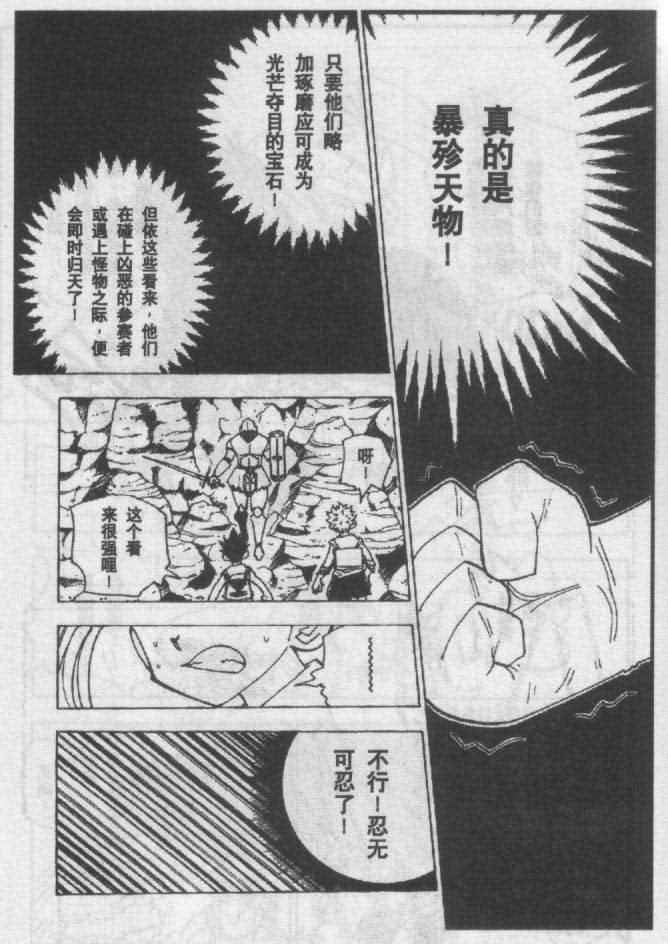 真的是
暴殄天物！
只要他们略
加琢磨应可成为
光芒夺目的宝石！
但依这些看来，他们
在碰上凶恶的参赛者
或遇上怪物之际，便
会即时归天了！
呀！
这个看
来很强哩！
不行！忍无
可忍了！